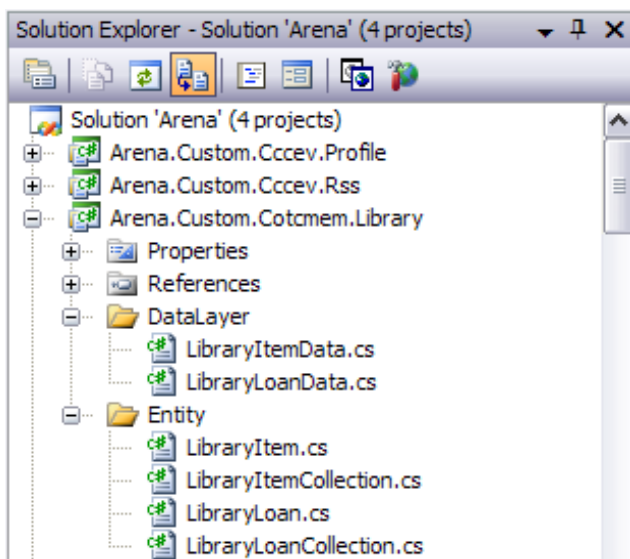 Solution Explorer - Solution 'Arena' (4 projects)
Solution 'Arena' (4 projects)
Arena.Custom.Cccev.Profile
Arena.Custom.Cccev.Rss
Arena.Custom.Cotcmem.Library
Properties
References
DataLayer
LibraryItemData.cs
LibraryLoanData.cs
Entity
LibraryItem.cs
LibraryItemCollection.cs
LibraryLoan.cs
LibraryLoanCollection.cs